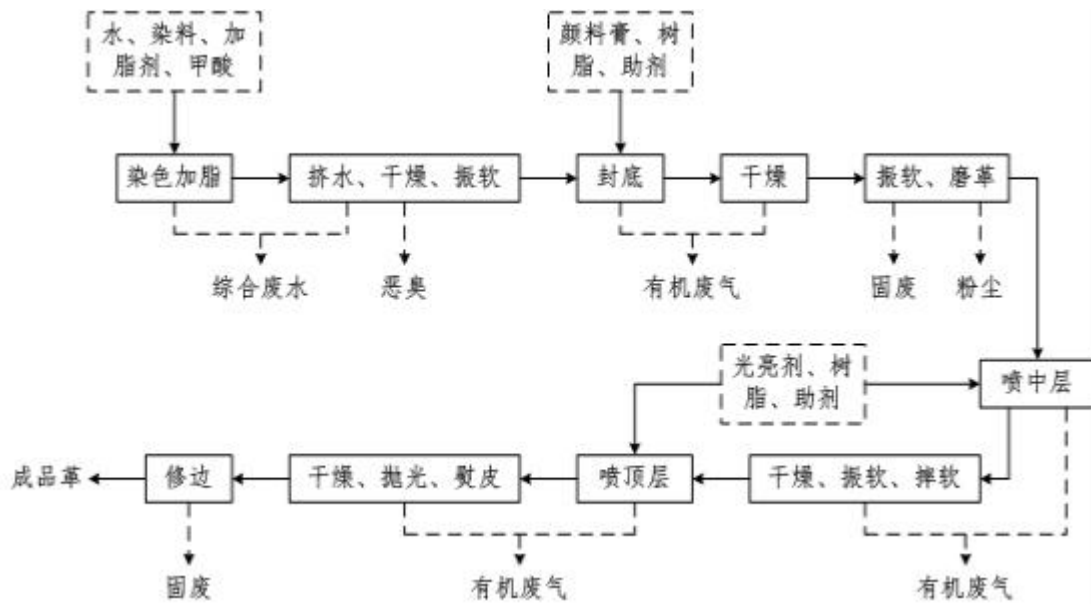 水、染料、加
脂剂、甲酸
颜料膏、树
脂、助剂
染色加脂
挤水、干燥、振软
封底
干燥
振软、磨革
综合废水
恶臭
有机废气
固废
粉尘
光亮剂、树
脂、助剂
喷中层
成品革
修边
干燥、抛光、熨皮
喷顶层
干燥、振软、摔软
固废
有机废气
有机废气